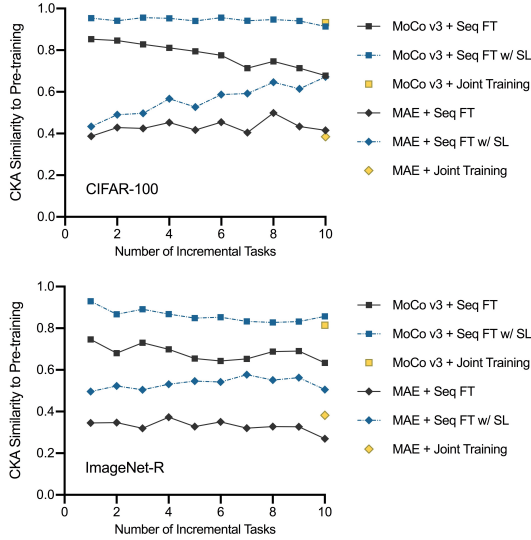 CKA Similarity to Pre-training
1.0
0.8
0.6
0.4
0.2
0.0
CIFAR-100
0 2 4 6 8 10
Number of Incremental Tasks
MoCo v3 + Seq FT
MoCo v3 + Seq FT w/ SL
MoCo v3 + Joint Training
MAE + Seq FT
MAE + Seq FT w/ SL
MAE + Joint Training
CKA Similarity to Pre-training
1.0
0.8
0.6
0.4
0.2
0.0
ImageNet-R
0 2 4 6 8 10
Number of Incremental Tasks
MoCo v3 + Seq FT
MoCo v3 + Seq FT w/ SL
MoCo v3 + Joint Training
MAE + Seq FT
MAE + Seq FT w/ SL
MAE + Joint Training